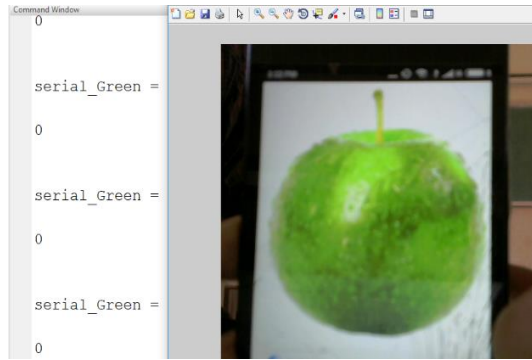 Command Window
0
serial_Green =
0
serial_Green =
0
serial_Green =
0